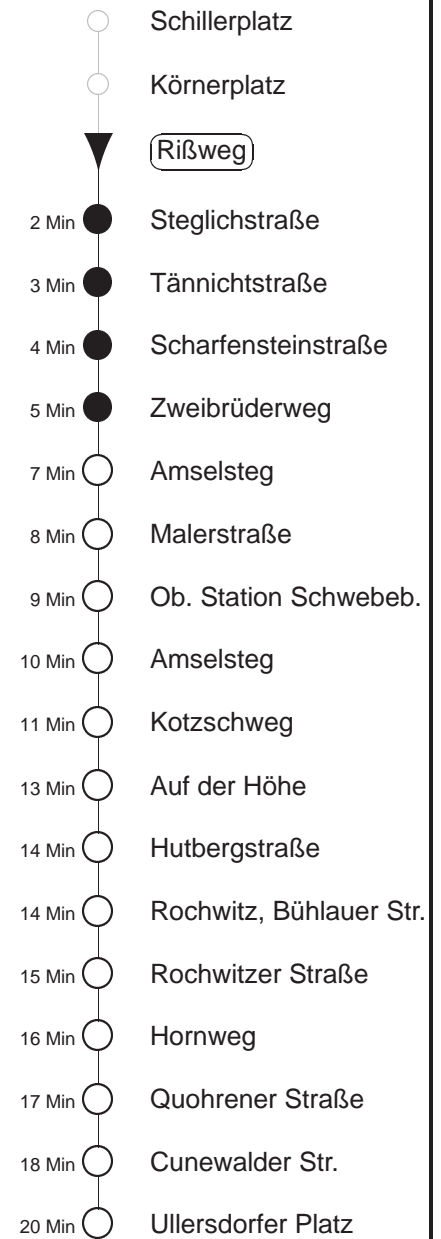 Schillerplatz
Körnerplatz
Rißweg
2 Min Steglichstraße
3 Min Tännichtstraße
4 Min Scharfensteinstraße
5 Min Zweibrüderweg
7 Min Amselsteg
8 Min Malerstraße
9 Min Ob. Station Schwebeb.
10 Min Amselsteg
11 Min Kotzschweg
13 Min Auf der Höhe
14 Min Hutbergstraße
14 Min Rochwitz, Bühlauer Str.
15 Min Rochwitzer Straße
16 Min Hornweg
17 Min Quohrener Straße
18 Min Cunewalder Str.
20 Min Ullersdorfer Platz